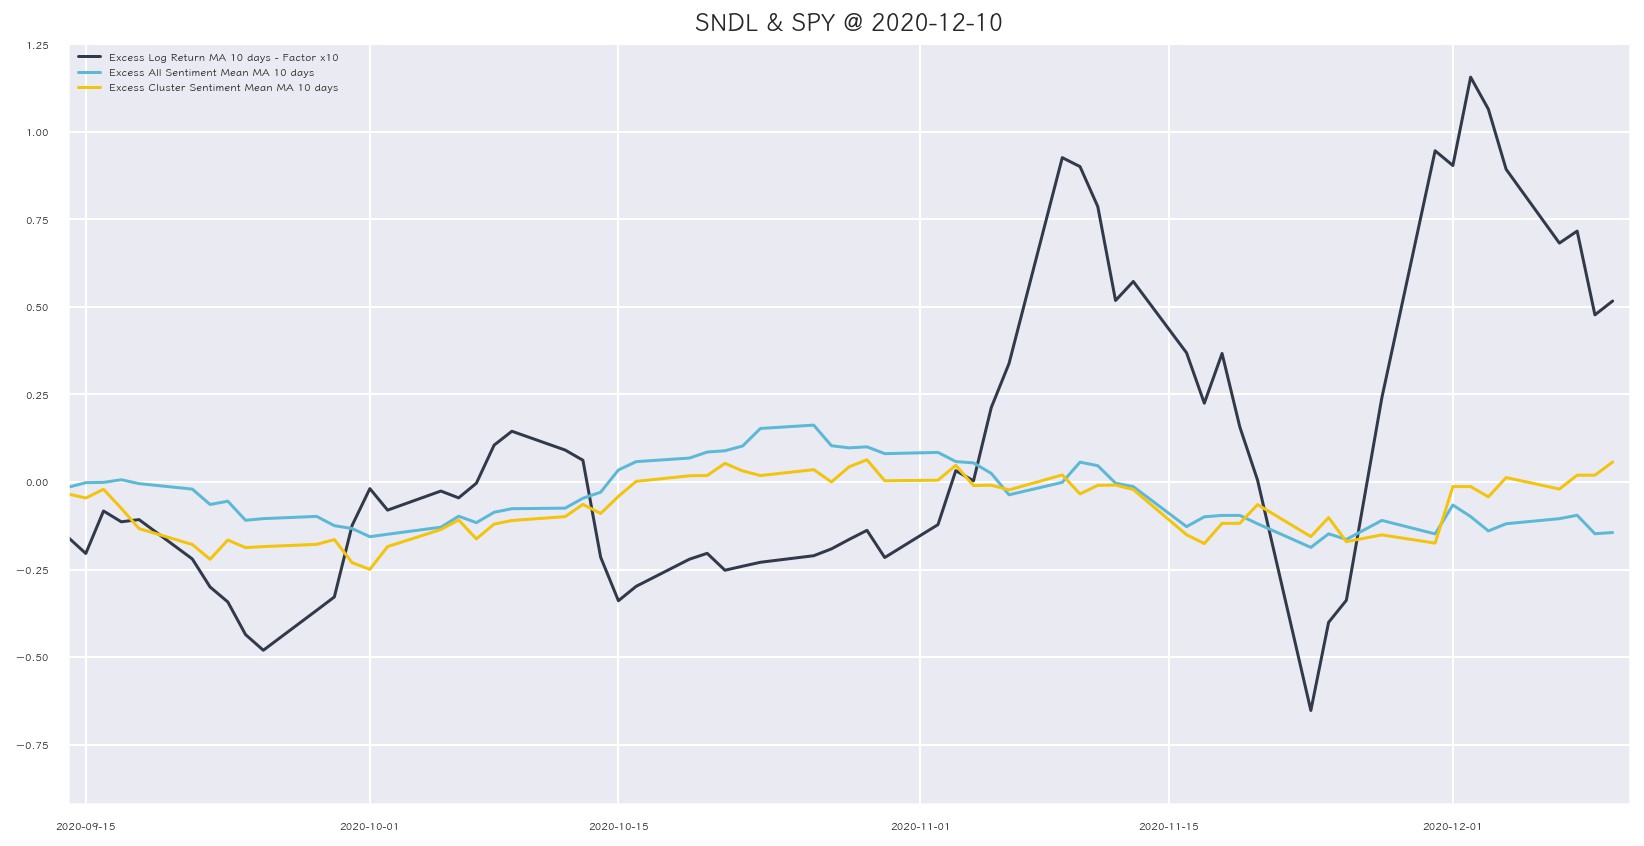 SNDL & SPY @ 2020-12-10
Excess Log Return MA 10 days - Factor x10
Excess All Sentiment Mean MA 10 days
Excess Cluster Sentiment Mean MA 10 days
1.25
1.00
0.75
0.50
0.25
0.00
−0.25
−0.50
−0.75
2020-09-15 2020-10-01 2020-10-15 2020-11-01 2020-11-15 2020-12-01